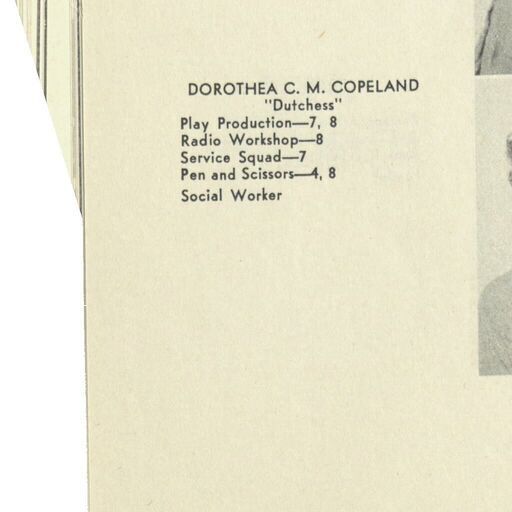 DOROTHEA C. M. COPELAND
"Dutchess"
Play Production—7, 8
Radio Workshop—8
Service Squad—7
Pen and Scissors—4, 8
Social Worker